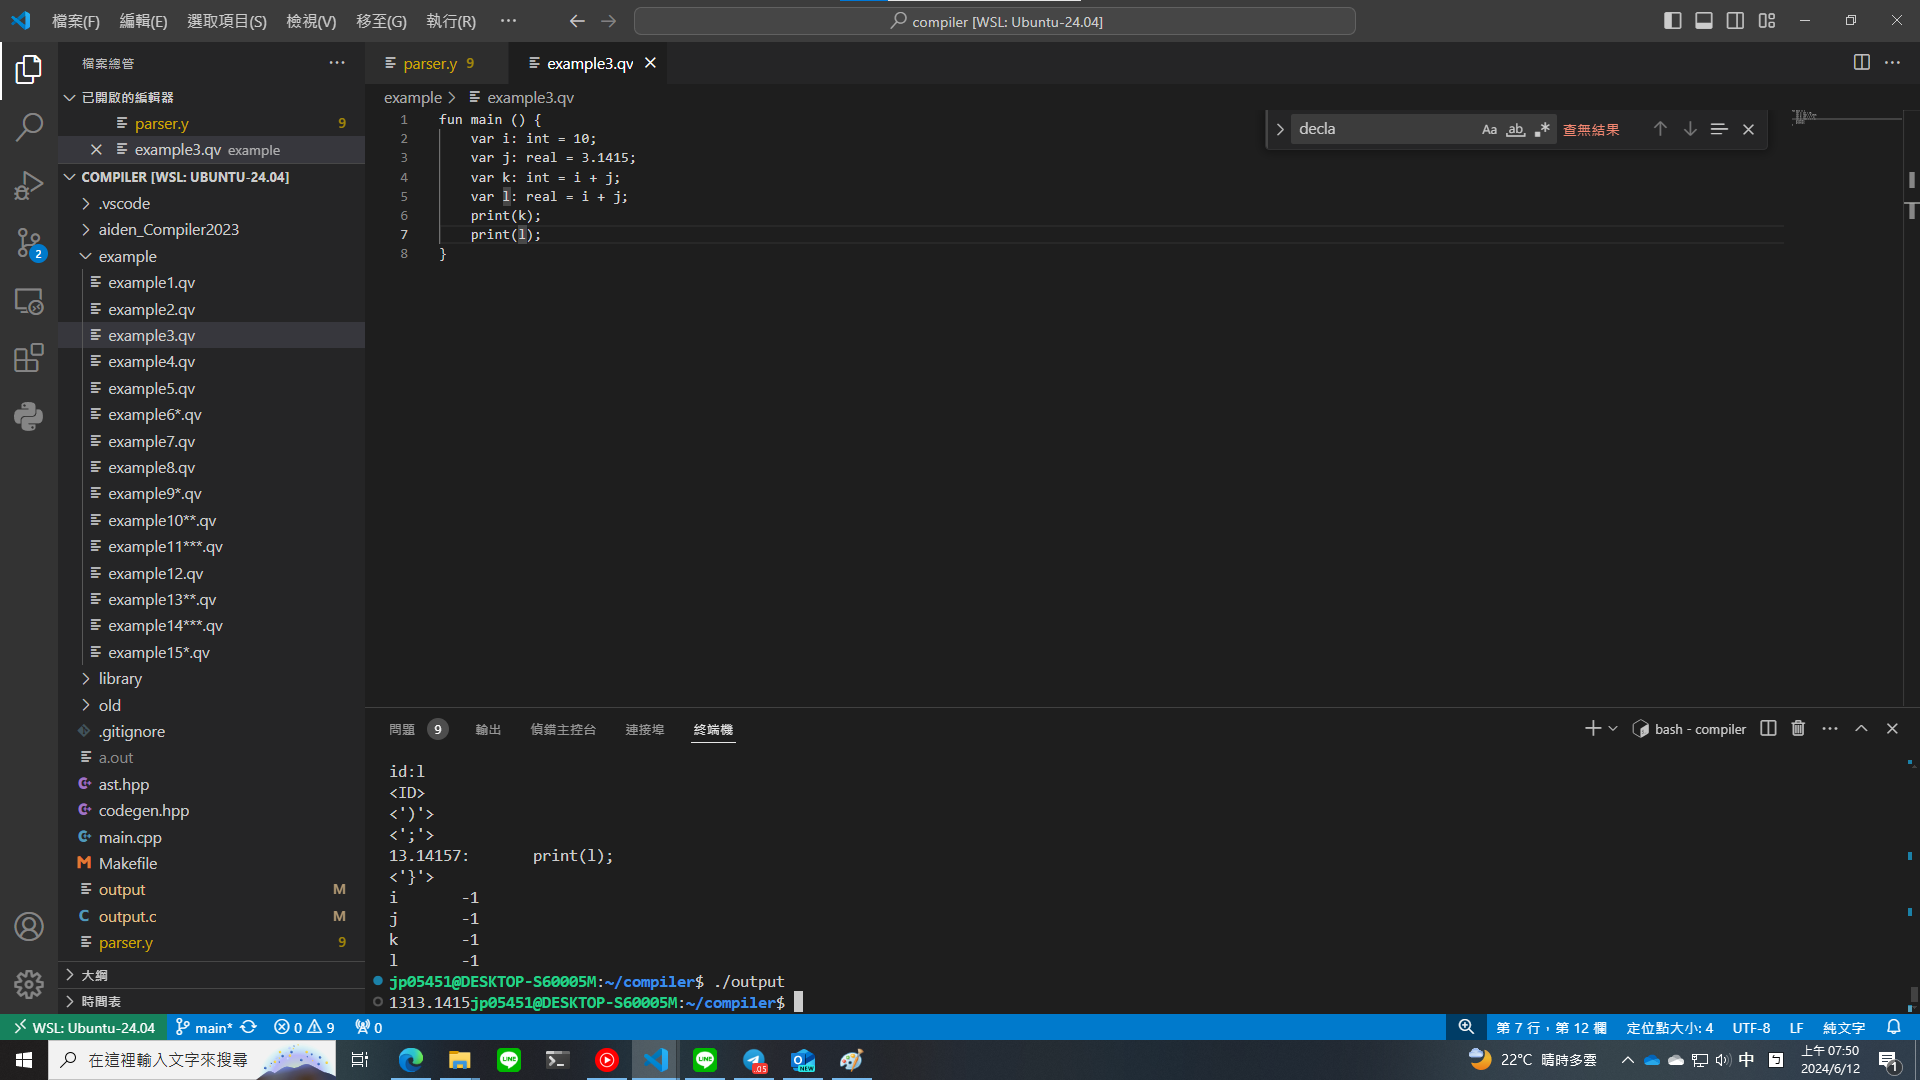 檔案(F) 編輯(E) 選取項目(S) 檢視(V) 移至(G) 執行(R) ··· compiler [WSL: Ubuntu-24.04]
檔案總管
已開啟的編輯器
parser.y 9
example3.qv example
COMPILER [WSL: UBUNTU-24.04]
.vscode
aiden_Compiler2023
example
example1.qv
example2.qv
example3.qv
example4.qv
example5.qv
example6*.qv
example7.qv
example8.qv
example9*.qv
example10**.qv
example11***.qv
example12.qv
example13**.qv
example14***.qv
example15*.qv
library
old
.gitignore
a.out
ast.hpp
codegen.hpp
main.cpp
Makefile
output M
output.c M
parser.y 9
大綱
時間表
2
parser.y 9 example3.qv
example > example3.qv
1 fun main () {
2 var i: int = 10;
3 var j: real = 3.1415;
4 var k: int = i + j;
5 var l: real = i + j;
6 print(k);
7 print(l);
8 }
decla Aa ab 查無結果
問題 9 輸出 偵錯主控台 連接埠 終端機 bash - compiler
id:l
<ID>
<')'>
<';'>
13.14157: print(l);
<'}'>
i -1
j -1
k -1
l -1
jp05451@DESKTOP-S60005M:~/compiler$ ./output
1313.1415jp05451@DESKTOP-S60005M:~/compiler$
WSL: Ubuntu-24.04 main* 0 9 0 第 7 行，第 12 欄 定位點大小: 4 UTF-8 LF 純文字
在這裡輸入文字來搜尋 LINE LINE .05 NEW 22°C 晴時多雲 中 上午 07:50
2024/6/12 1